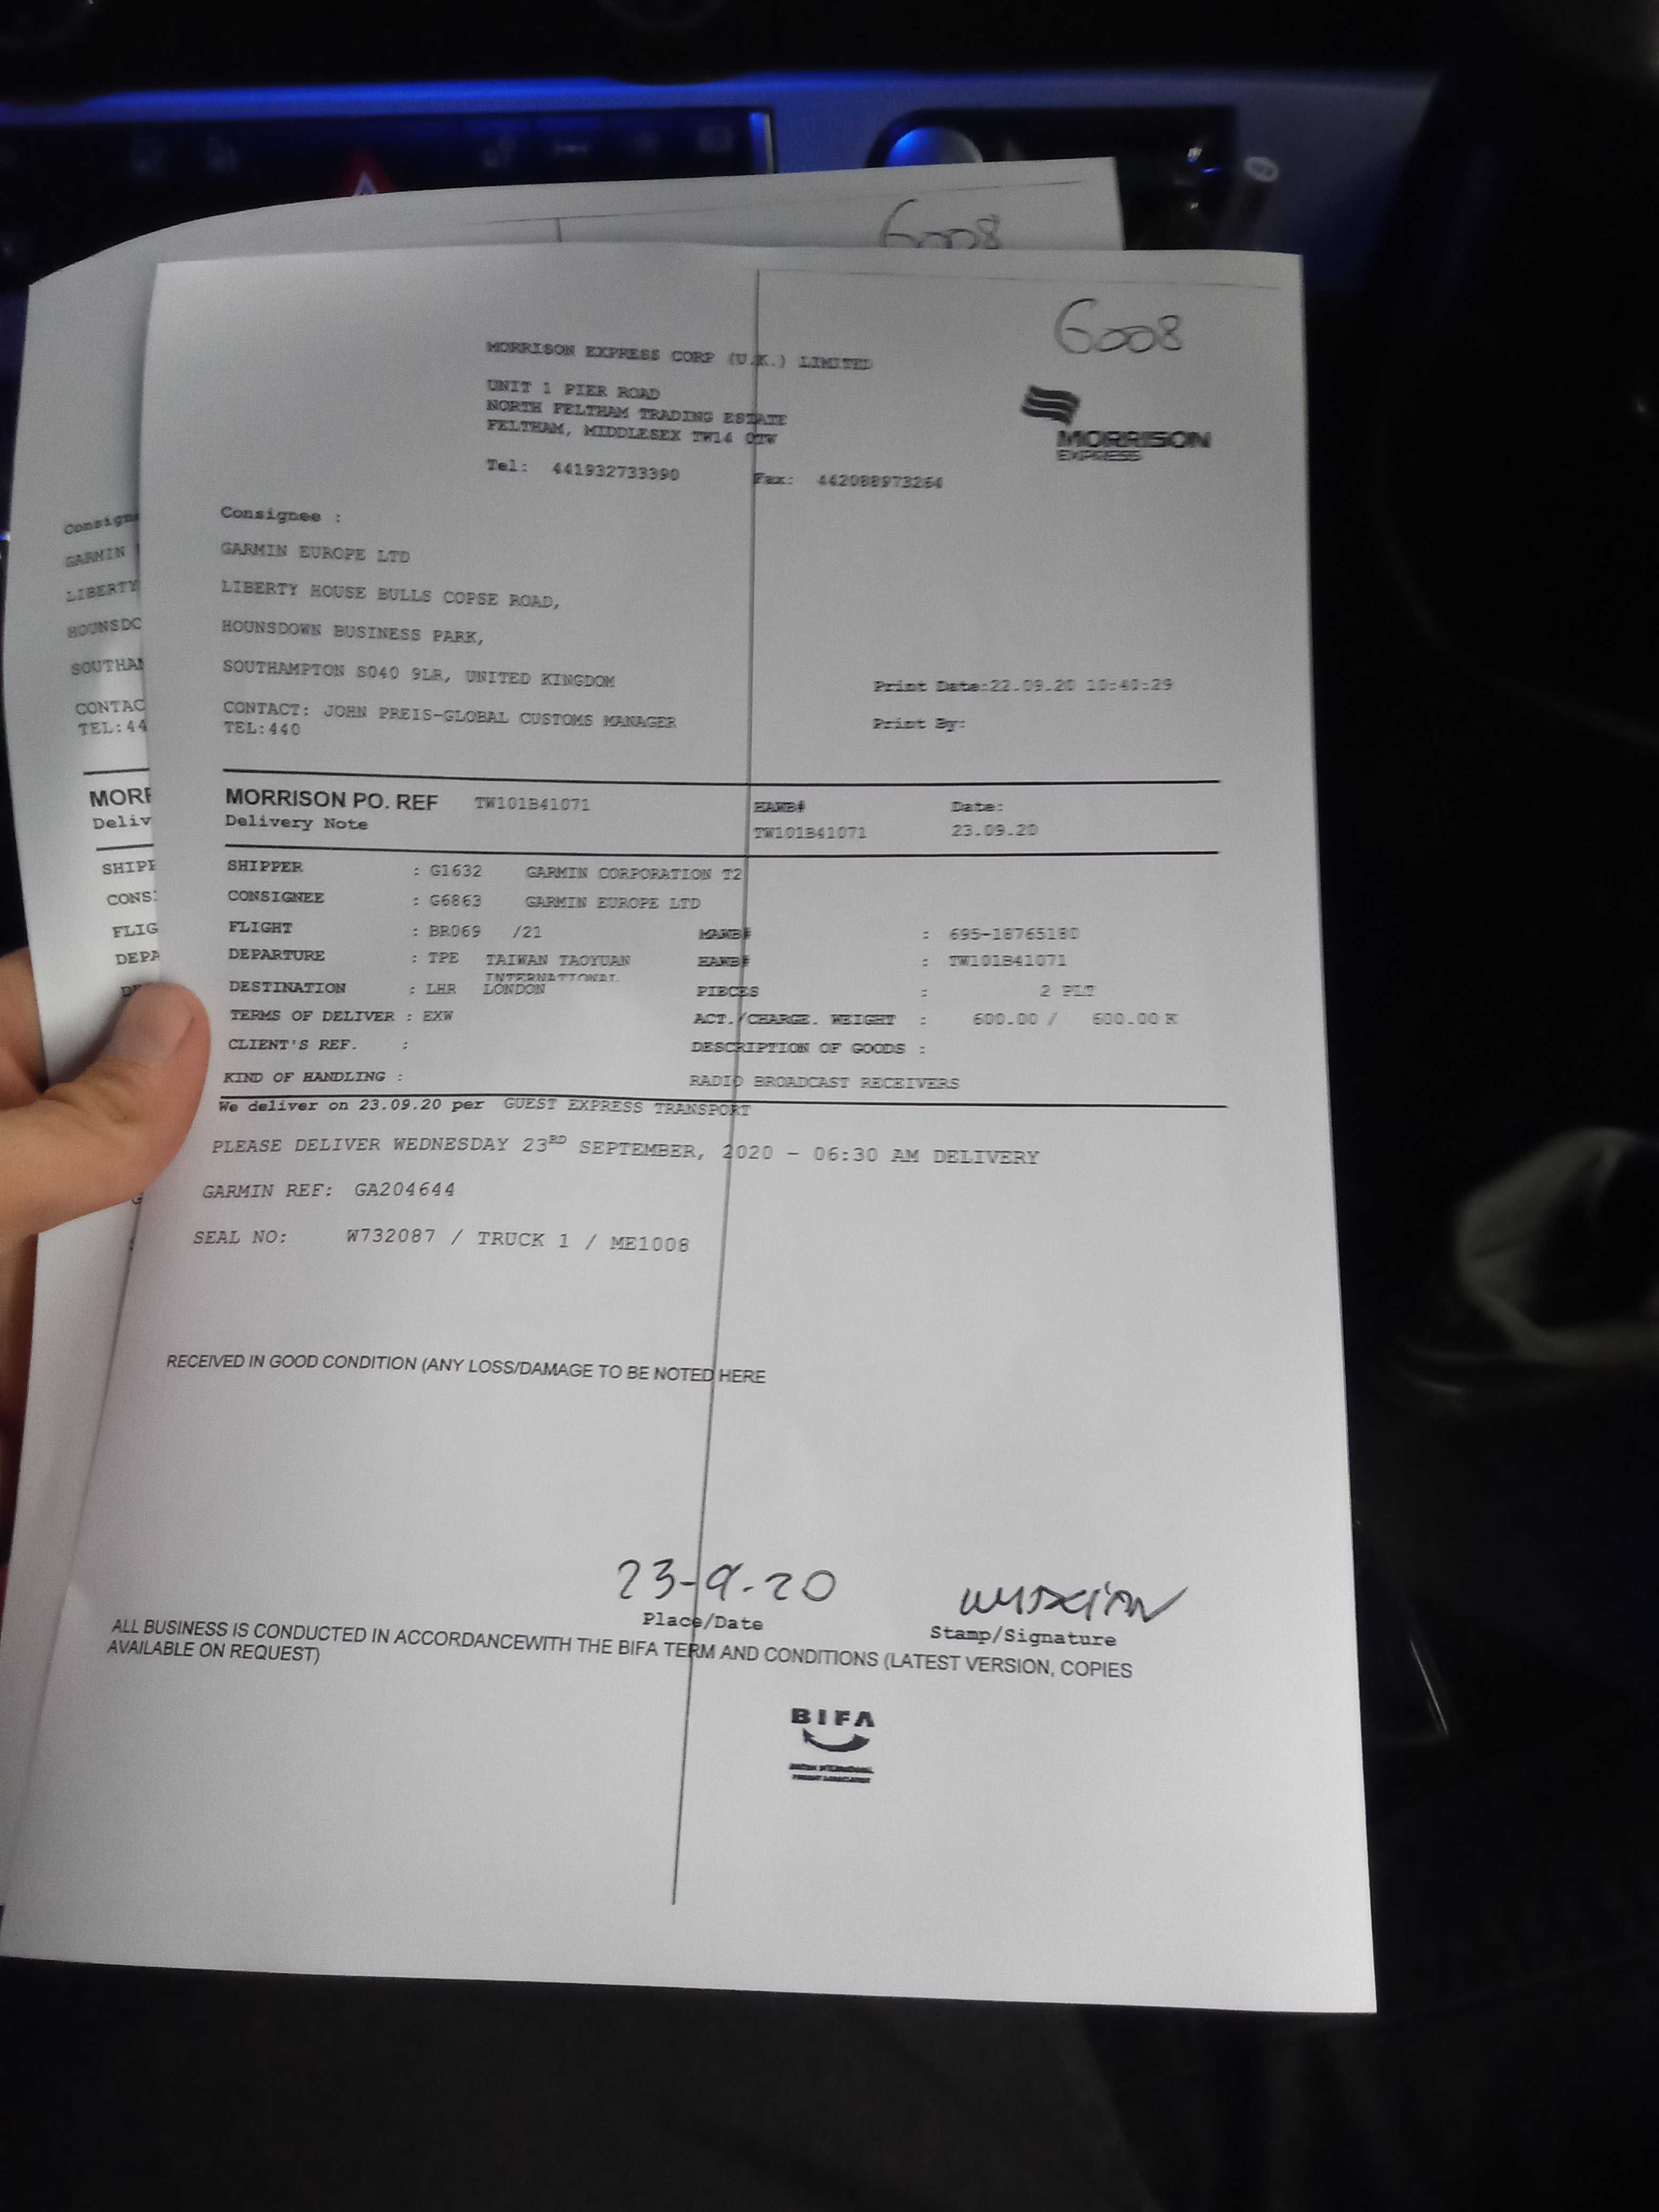 6008
6008
MORRISON EXPRESS CORP (U.K.) LIMITED
UNIT 1 PIER ROAD
NORTH FELTHAM TRADING ESTATE
FELTHAM, MIDDLESEX TW14 0TW
MORRISON
EXPRESS
Tel: 441932733390 Fax: 442088973264
Consignee :
GARMIN EUROPE LTD
LIBERTY HOUSE BULLS COPSE ROAD,
HOUNSDOWN BUSINESS PARK,
SOUTHAMPTON S040 9LR, UNITED KINGDOM
Print Date:22.09.20 10:40:29
CONTACT: JOHN PREIS-GLOBAL CUSTOMS MANAGER
Print By:
TEL:440
MORRISON PO. REF TW101B41071 HAWB# Date:
Delivery Note TW101B41071 23.09.20
SHIPPER : G1632 GARMIN CORPORATION T2
CONSIGNEE : G6863 GARMIN EUROPE LTD
FLIGHT : BR069 /21 MAWB# : 695-18765180
DEPARTURE : TPE TAIWAN TAOYUAN HAWB# : TW101B41071
INTERNATIONAL
DESTINATION : LHR LONDON PIECES : 2 PLT
TERMS OF DELIVER : EXW ACT./CHARGE. WEIGHT : 600.00 / 600.00 K
CLIENT'S REF. : DESCRIPTION OF GOODS :
KIND OF HANDLING : RADIO BROADCAST RECEIVERS
We deliver on 23.09.20 per GUEST EXPRESS TRANSPORT
PLEASE DELIVER WEDNESDAY 23RD SEPTEMBER, 2020 – 06:30 AM DELIVERY
GARMIN REF: GA204644
SEAL NO: W732087 / TRUCK 1 / ME1008
RECEIVED IN GOOD CONDITION (ANY LOSS/DAMAGE TO BE NOTED HERE
23-9-20
Place/Date Stamp/Signature
ALL BUSINESS IS CONDUCTED IN ACCORDANCEWITH THE BIFA TERM AND CONDITIONS (LATEST VERSION, COPIES
AVAILABLE ON REQUEST)
BIFA
Consigne
GARMIN
LIBERTY
HOUNSDO
SOUTHAM
CONTAC
TEL:44
MORR
Deliv
SHIPP
CONS
FLIG
DEPA